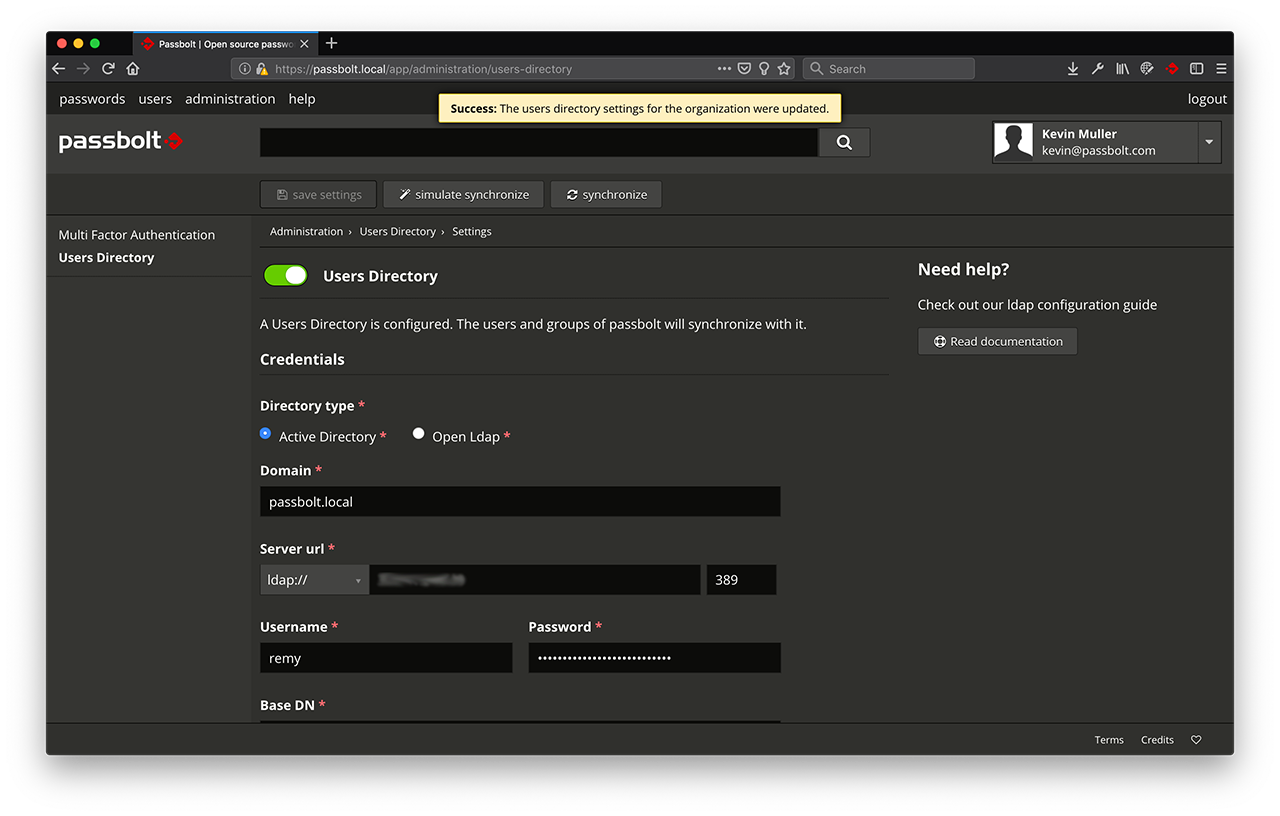 Passbolt | Open source passwo
https://passbolt.local/app/administration/users-directory
Search
passwords users administration help
Success: The users directory settings for the organization were updated.
logout
passbolt
Kevin Muller
kevin@passbolt.com
save settings
simulate synchronize
synchronize
Multi Factor Authentication
Users Directory
Administration › Users Directory › Settings
Users Directory
A Users Directory is configured. The users and groups of passbolt will synchronize with it.
Credentials
Directory type *
Active Directory * Open Ldap *
Domain *
passbolt.local
Server url *
ldap://
389
Username * Password *
remy
Base DN *
Need help?
Check out our ldap configuration guide
Read documentation
Terms Credits